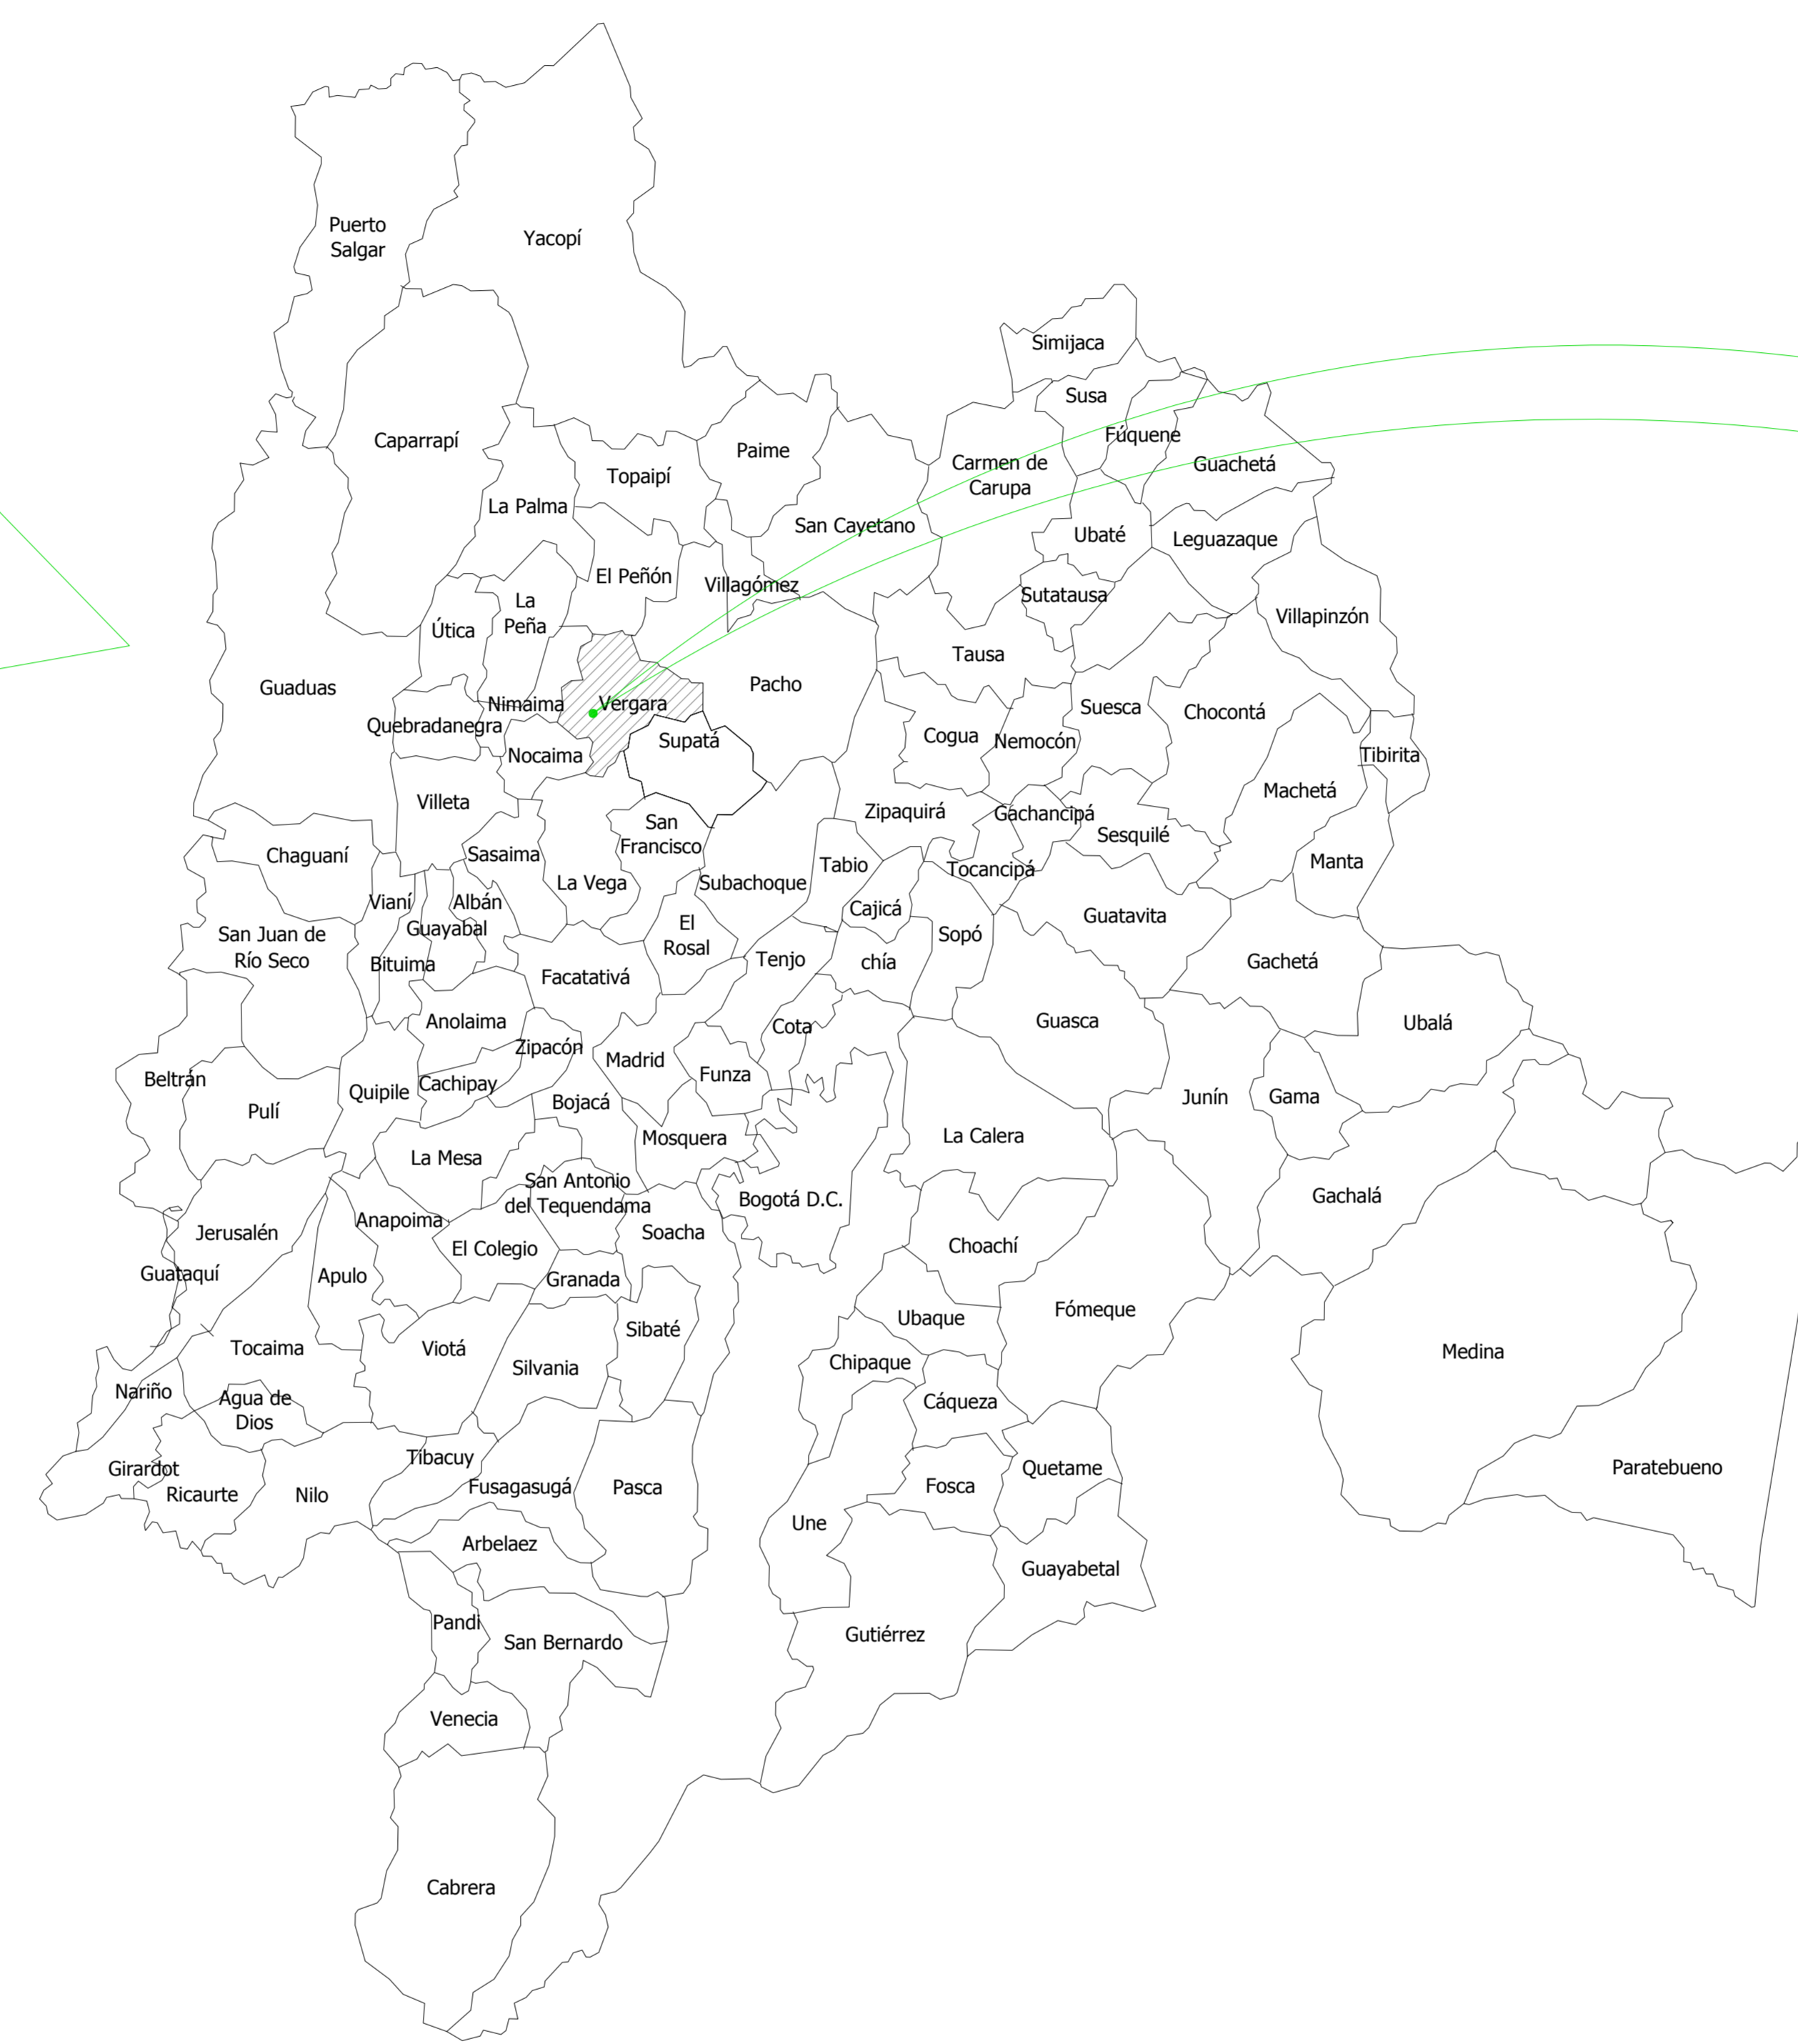 Puerto
Salgar
Yacopí
Simijaca
Susa
Fúquene
Caparrapí
Paime
Guachetá
Carmen de
Carupa
Topaipí
La Palma
San Cayetano
Ubaté
Leguazaque
El Peñón
Villagómez
Sutatausa
La
Peña
Villapinzón
Útica
Tausa
Guaduas
Pacho
Nimaima
Vergara
Suesca
Chocontá
Quebradanegra
Cogua
Nemocón
Supatá
Nocaima
Tibirita
Machetá
Villeta
Zipaquirá
Gachancipá
San
Francisco
Sesquilé
Chaguaní
Sasaima
Manta
Tabio
Tocancipá
La Vega
Subachoque
Vianí
Albán
Cajicá
Guatavita
Guayabal
El
Rosal
San Juan de
Río Seco
Sopó
Bituima
Tenjo
chía
Gachetá
Facatativá
Anolaima
Guasca
Ubalá
Cota
Zipacón
Madrid
Beltrán
Cachipay
Funza
Quipile
Junín
Gama
Bojacá
Pulí
La Calera
Mosquera
La Mesa
San Antonio
del Tequendama
Bogotá D.C.
Gachalá
Anapoima
Jerusalén
Soacha
El Colegio
Choachí
Guataquí
Apulo
Granada
Fómeque
Ubaque
Sibaté
Tocaima
Viotá
Medina
Chipaque
Silvania
Nariño
Agua de
Dios
Cáqueza
Tibacuy
Girardot
Quetame
Paratebueno
Fusagasugá
Pasca
Fosca
Ricaurte
Nilo
Une
Arbelaez
Guayabetal
Pandi
Gutiérrez
San Bernardo
Venecia
Cabrera